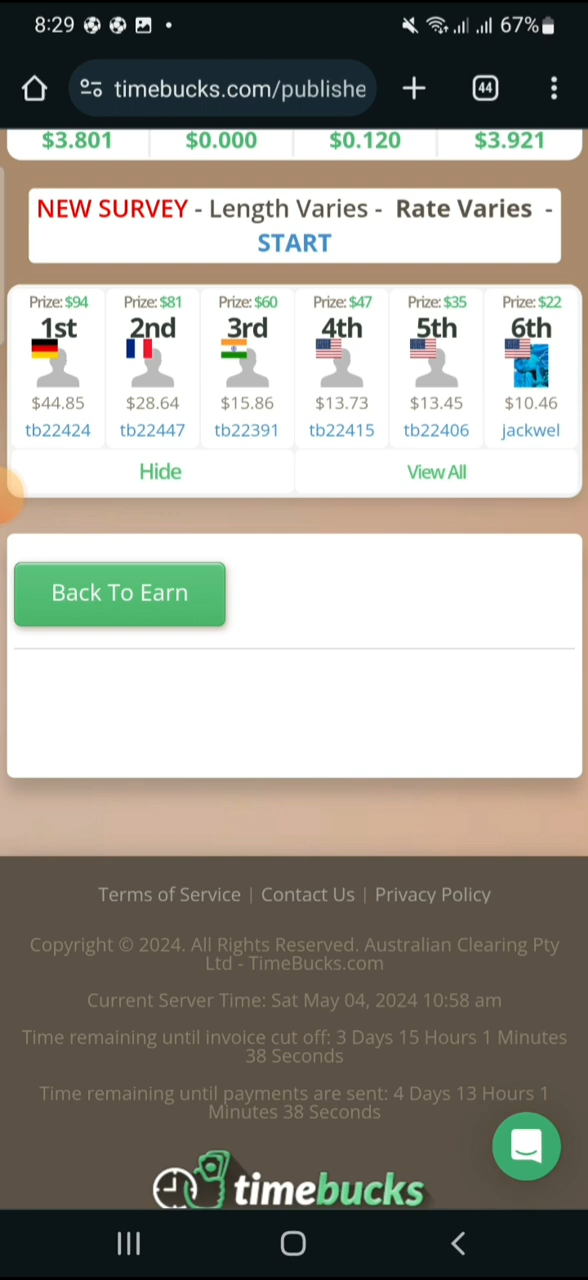 8:29 67%
timebucks.com/publishe 44
$3.801 $0.000 $0.120 $3.921
NEW SURVEY - Length Varies - Rate Varies -
START
Prize: $94 Prize: $81 Prize: $60 Prize: $47 Prize: $35 Prize: $22
1st 2nd 3rd 4th 5th 6th
$44.85 $28.64 $15.86 $13.73 $13.45 $10.46
tb22424 tb22447 tb22391 tb22415 tb22406 jackwel
Hide View All
Back To Earn
Terms of Service | Contact Us | Privacy Policy
Copyright © 2024. All Rights Reserved. Australian Clearing Pty
Ltd - TimeBucks.com
Current Server Time: Sat May 04, 2024 10:58 am
Time remaining until invoice cut off: 3 Days 15 Hours 1 Minutes
38 Seconds
Time remaining until payments are sent: 4 Days 13 Hours 1
Minutes 38 Seconds
timebucks